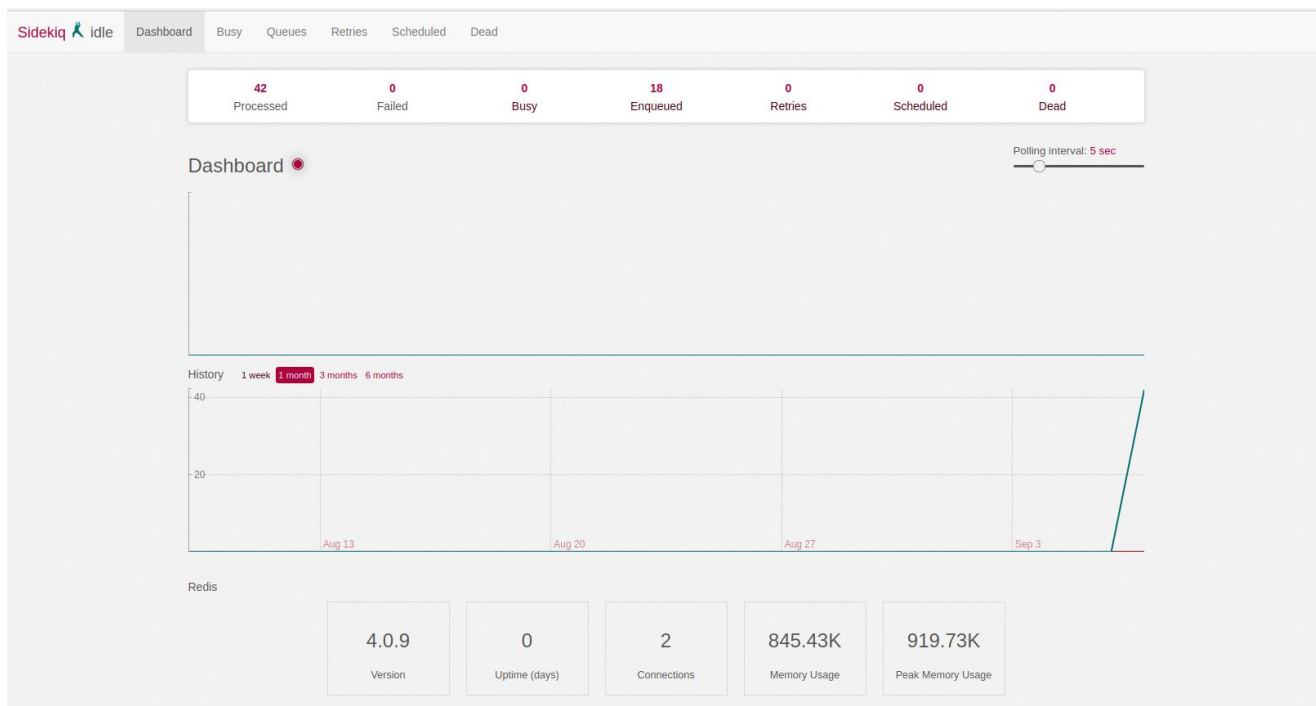 Sidekiq idle Dashboard Busy Queues Retries Scheduled Dead
42 0 0 18 0 0 0
Processed Failed Busy Enqueued Retries Scheduled Dead
Polling interval: 5 sec
Dashboard
History 1 week 1 month 3 months 6 months
40
20
Aug 13 Aug 20 Aug 27 Sep 3
Redis
4.0.9 0 2 845.43K 919.73K
Version Uptime (days) Connections Memory Usage Peak Memory Usage